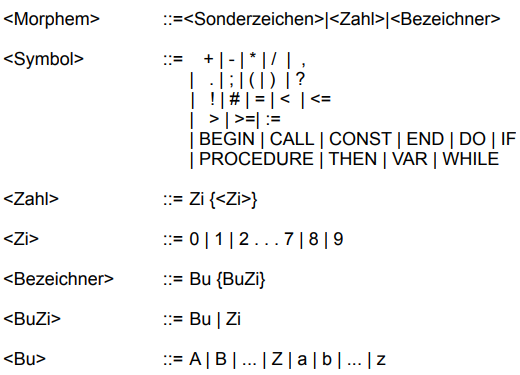 <Morphem> ::=<Sonderzeichen>|<Zahl>|<Bezeichner>
<Symbol> ::= + | - | * | / | ,
| . | ; | ( | ) | ?
| ! | # | = | < | <=
| > | >=| :=
| BEGIN | CALL | CONST | END | DO | IF
| PROCEDURE | THEN | VAR | WHILE
<Zahl> ::= Zi {<Zi>}
<Zi> ::= 0 | 1 | 2 . . . 7 | 8 | 9
<Bezeichner> ::= Bu {BuZi}
<BuZi> ::= Bu | Zi
<Bu> ::= A | B | ... | Z | a | b | ... | z